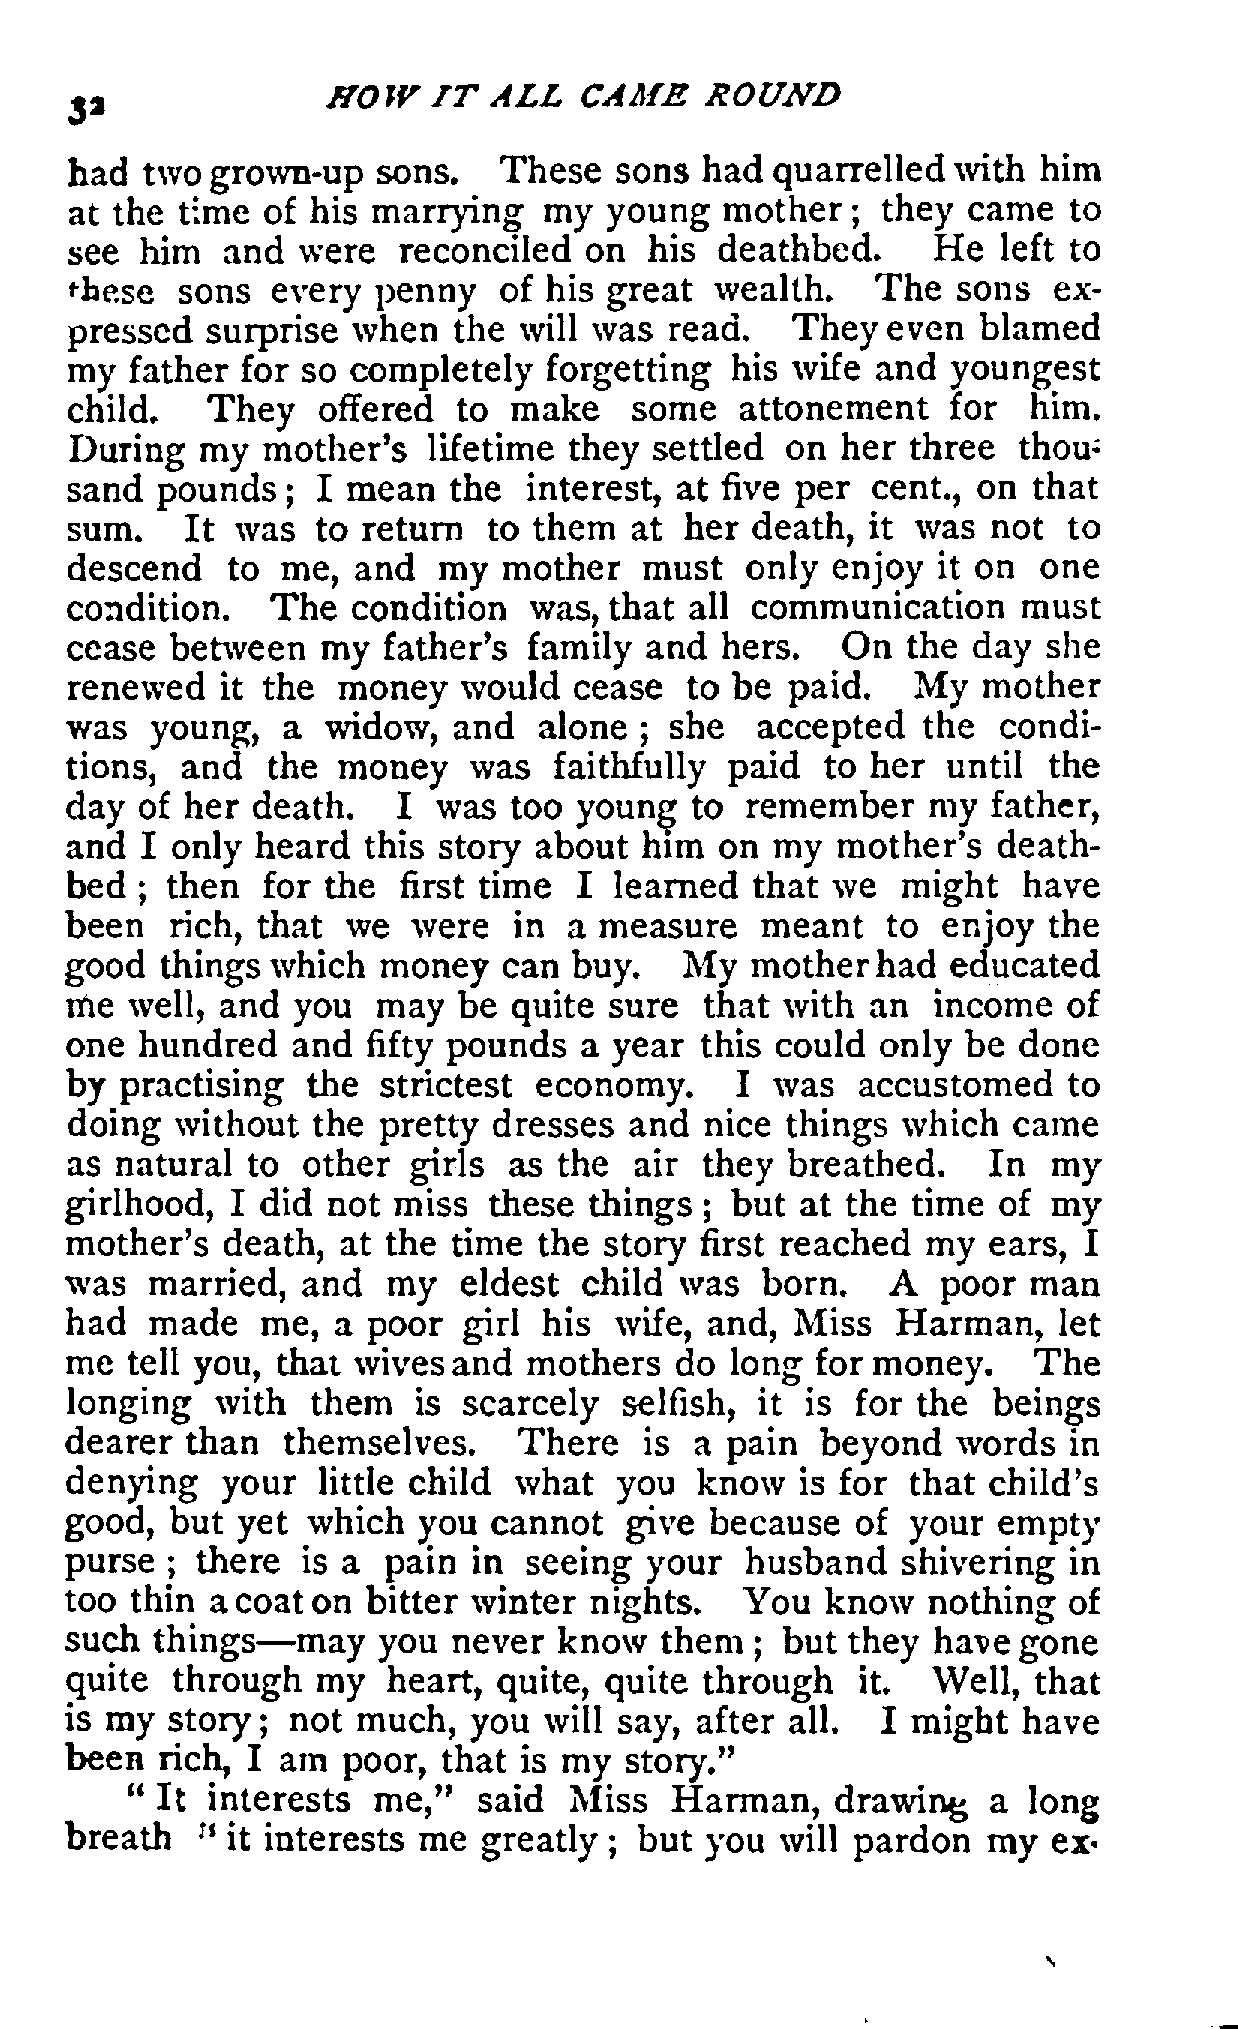 32 HOW IT ALL CAME ROUND
had two grown-up sons. These sons had quarrelled with him
at the time of his marrying my young mother; they came to
see him and were reconciled on his deathbed. He left to
these sons every penny of his great wealth. The sons ex-
pressed surprise when the will was read. They even blamed
my father for so completely forgetting his wife and youngest
child. They offered to make some attonement for him.
During my mother's lifetime they settled on her three thou-
sand pounds; I mean the interest, at five per cent., on that
sum. It was to return to them at her death, it was not to
descend to me, and my mother must only enjoy it on one
condition. The condition was, that all communication must
cease between my father's family and hers. On the day she
renewed it the money would cease to be paid. My mother
was young, a widow, and alone; she accepted the condi-
tions, and the money was faithfully paid to her until the
day of her death. I was too young to remember my father,
and I only heard this story about him on my mother's death-
bed; then for the first time I learned that we might have
been rich, that we were in a measure meant to enjoy the
good things which money can buy. My mother had educated
me well, and you may be quite sure that with an income of
one hundred and fifty pounds a year this could only be done
by practising the strictest economy. I was accustomed to
doing without the pretty dresses and nice things which came
as natural to other girls as the air they breathed. In my
girlhood, I did not miss these things; but at the time of my
mother's death, at the time the story first reached my ears, I
was married, and my eldest child was born. A poor man
had made me, a poor girl his wife, and, Miss Harman, let
me tell you, that wives and mothers do long for money. The
longing with them is scarcely selfish, it is for the beings
dearer than themselves. There is a pain beyond words in
denying your little child what you know is for that child's
good, but yet which you cannot give because of your empty
purse; there is a pain in seeing your husband shivering in
too thin a coat on bitter winter nights. You know nothing of
such things—may you never know them; but they have gone
quite through my heart, quite, quite through it. Well, that
is my story; not much, you will say, after all. I might have
been rich, I am poor, that is my story."
"It interests me," said Miss Harman, drawing a long
breath "it interests me greatly; but you will pardon my ex-